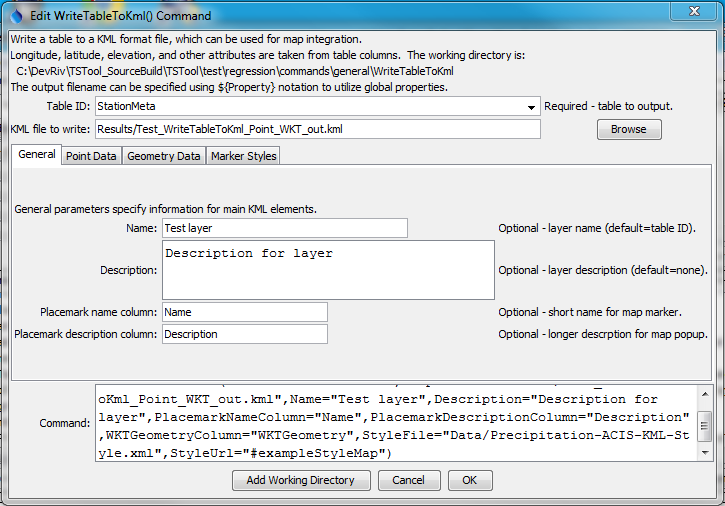 Edit WriteTableToKml() Command
Write a table to a KML format file, which can be used for map integration.
Longitude, latitude, elevation, and other attributes are taken from table columns.  The working directory is:
C:\DevRiv\TSTool_SourceBuild\TSTool\test\regression\commands\general\WriteTableToKml
The output filename can be specified using ${Property} notation to utilize global properties.
Table ID: StationMeta Required - table to output.
KML file to write: Results/Test_WriteTableToKml_Point_WKT_out.kml Browse
General Point Data Geometry Data Marker Styles
General parameters specify information for main KML elements.
Name: Test layer Optional - layer name (default=table ID).
Description: Description for layer Optional - layer description (default=none).
Placemark name column: Name Optional - short name for map marker.
Placemark description column: Description Optional - longer descrption for map popup.
Command:
oKml_Point_WKT_out.kml",Name="Test layer",Description="Description for
layer",PlacemarkNameColumn="Name",PlacemarkDescriptionColumn="Description"
,WKTGeometryColumn="WKTGeometry",StyleFile="Data/Precipitation-ACIS-KML-St
yle.xml",StyleUrl="#exampleStyleMap")
Add Working Directory Cancel OK